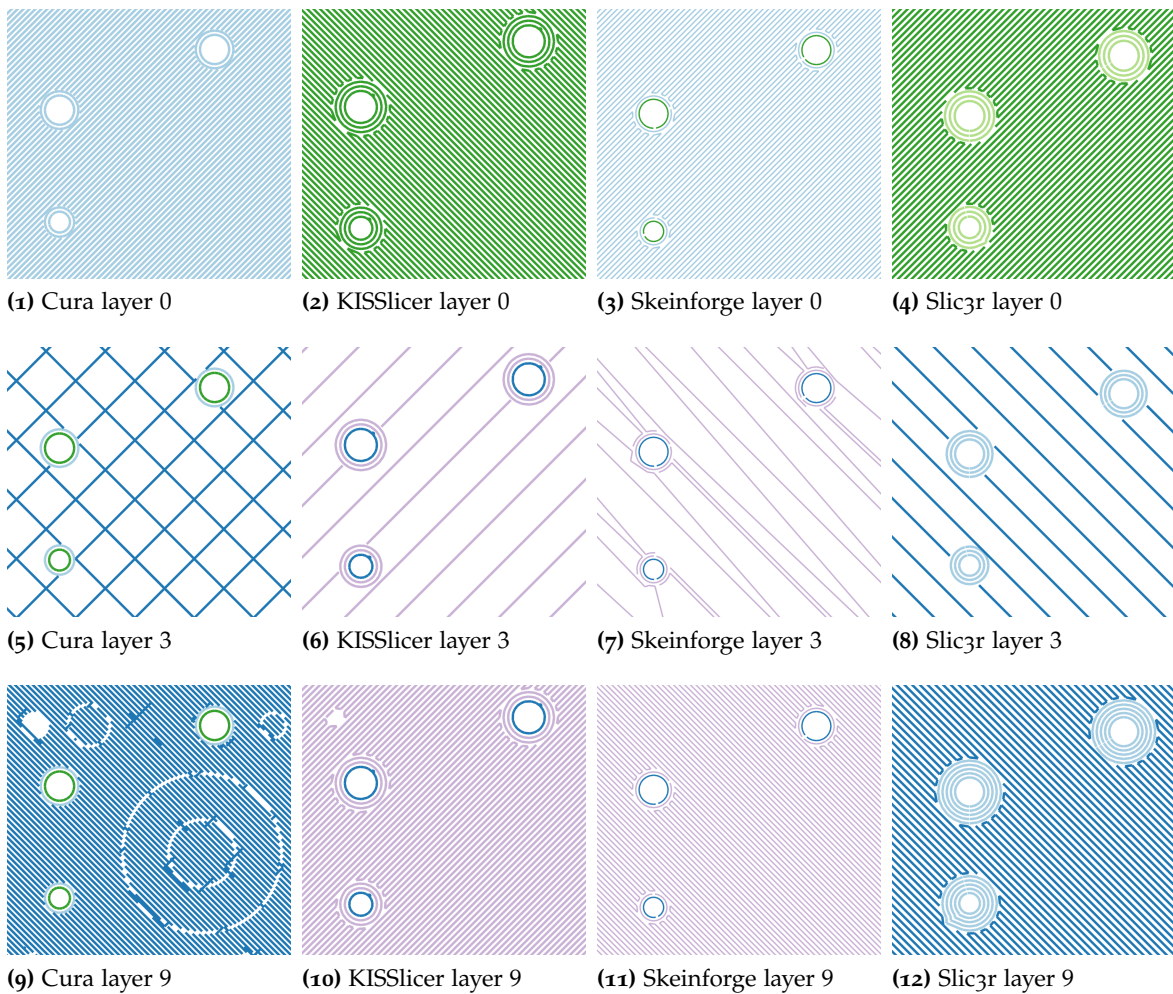 (1) Cura layer 0
(2) KISSlicer layer 0
(3) Skeinforge layer 0
(4) Slic3r layer 0
(5) Cura layer 3
(6) KISSlicer layer 3
(7) Skeinforge layer 3
(8) Slic3r layer 3
(9) Cura layer 9
(10) KISSlicer layer 9
(11) Skeinforge layer 9
(12) Slic3r layer 9